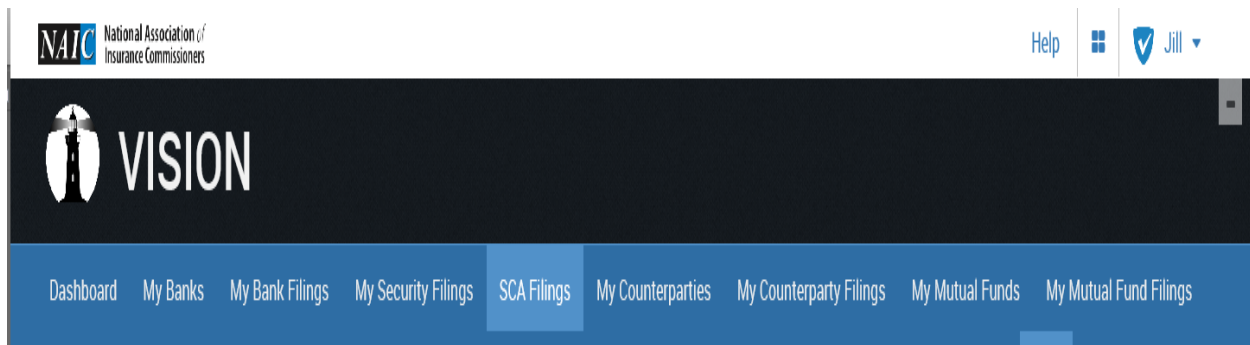 NAIC National Association of
Insurance Commissioners
Help Jill
VISION
Dashboard My Banks My Bank Filings My Security Filings SCA Filings My Counterparties My Counterparty Filings My Mutual Funds My Mutual Fund Filings